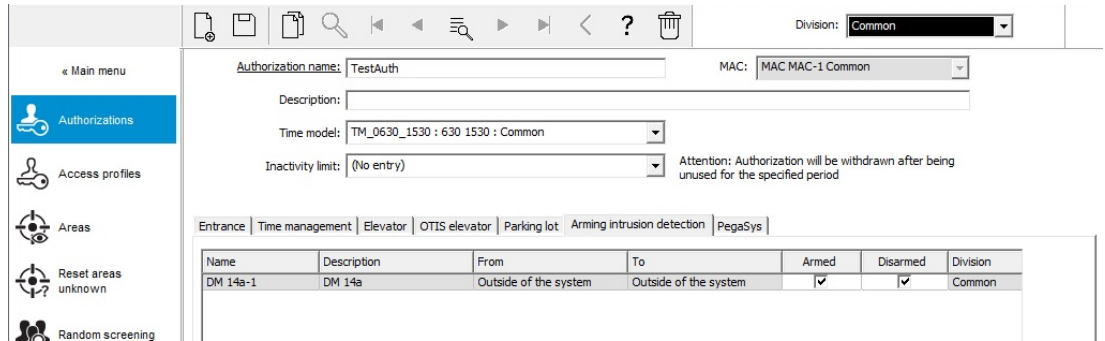 Division: Common
« Main menu
Authorizations
Access profiles
Areas
Reset areas
unknown
Random screening
Authorization name: TestAuth
MAC: MAC MAC-1 Common
Description:
Time model: TM_0630_1530 : 630 1530 : Common
Inactivity limit: (No entry)
Attention: Authorization will be withdrawn after being
unused for the specified period
Entrance Time management Elevator OTIS elevator Parking lot Arming intrusion detection PegaSys
Name Description From To Armed Disarmed Division
DM 14a-1 DM 14a Outside of the system Outside of the system Common